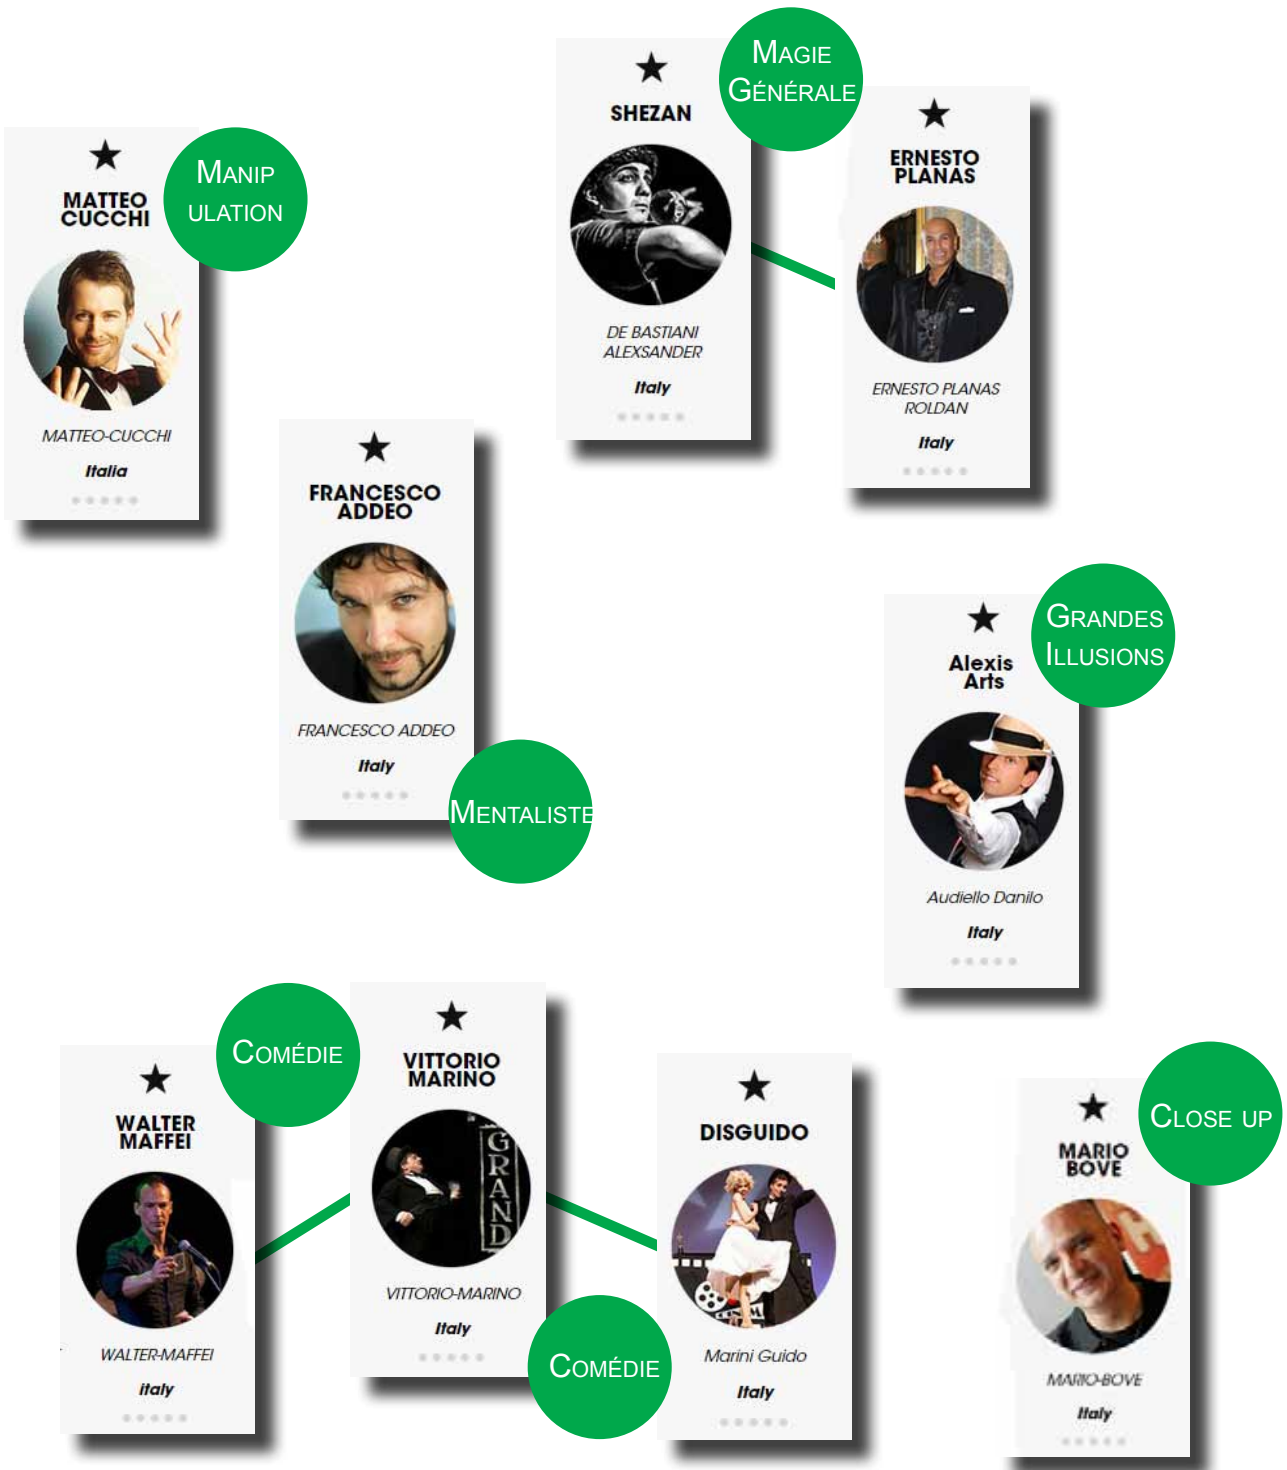 MAGIE
GÉNÉRALE
SHEZAN
DE BASTIANI
ALEXSANDER
Italy
ERNESTO
PLANAS
ERNESTO PLANAS
ROLDAN
Italy
MANIP
ULATION
MATTEO
CUCCHI
MATTEO-CUCCHI
Italia
FRANCESCO
ADDEO
FRANCESCO ADDEO
Italy
MENTALISTE
GRANDES
ILLUSIONS
Alexis
Arts
Audiello Danilo
Italy
COMÉDIE
WALTER
MAFFEI
WALTER-MAFFEI
italy
VITTORIO
MARINO
GRAND
VITTORIO-MARINO
Italy
COMÉDIE
DISGUIDO
Marini Guido
Italy
CLOSE UP
MARIO
BOVE
MARIO-BOVE
Italy